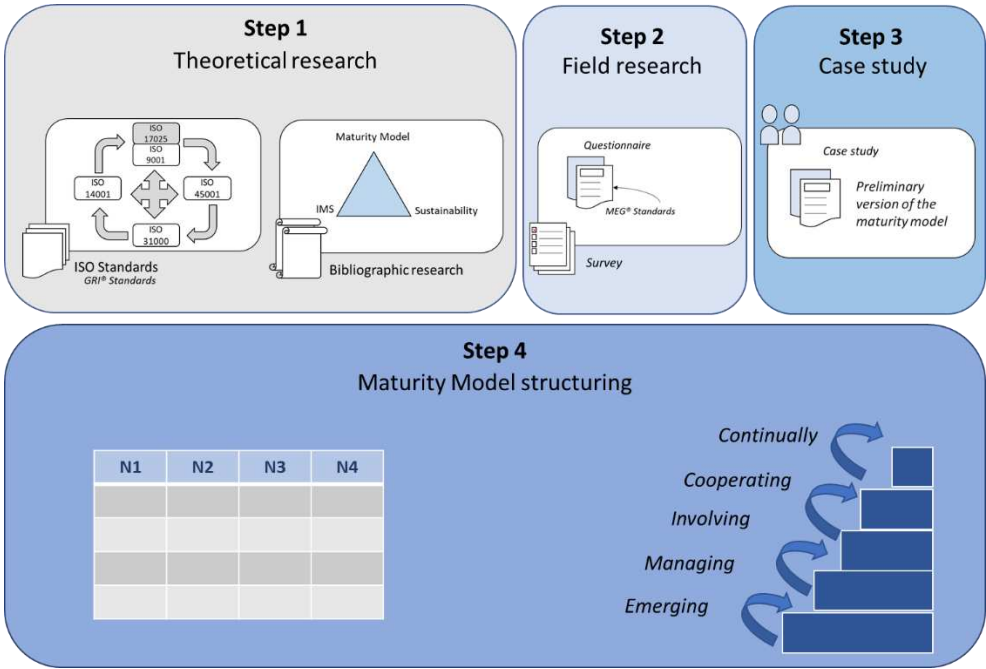 Step 1
Theoretical research
ISO
17025
ISO
9001
ISO
14001
ISO
45001
ISO
31000
ISO Standards
GRI® Standards
Maturity Model
IMS
Sustainability
Bibliographic research
Step 2
Field research
Questionnaire
MEG® Standards
Survey
Step 3
Case study
Case study
Preliminary
version of the
maturity model
Step 4
Maturity Model structuring
N1 N2 N3 N4
Continually
Cooperating
Involving
Managing
Emerging